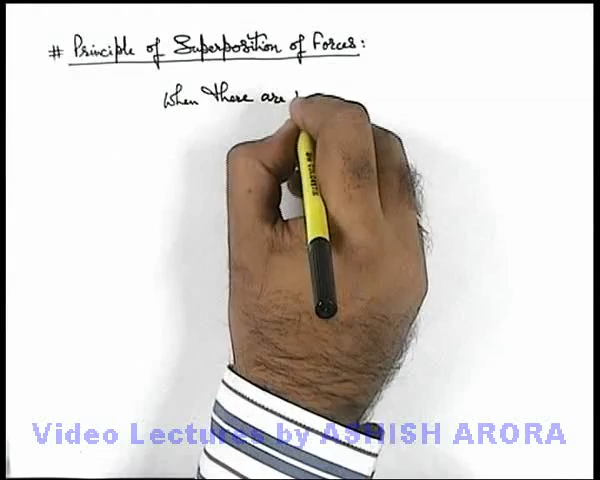 # Principle of Superposition of Forces:
When there are
Video Lectures by ASHISH ARORA